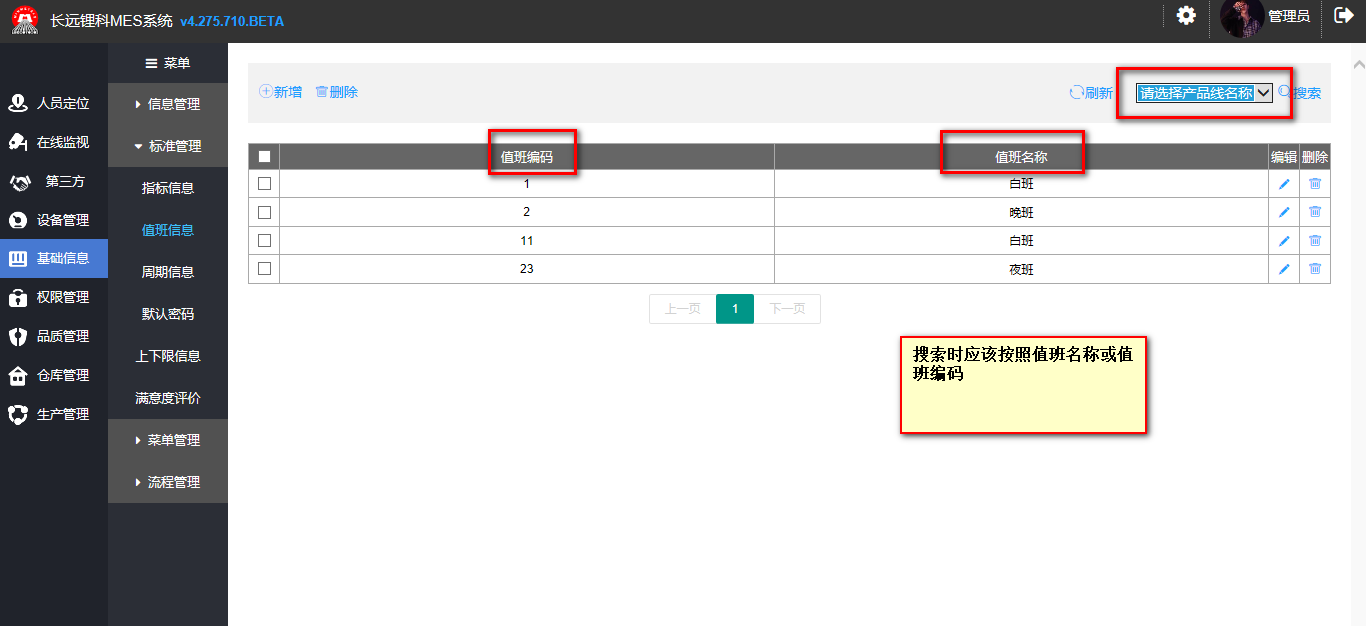 长远锂科MES系统 v4.275.710.BETA
管理员
人员定位
在线监视
第三方
设备管理
基础信息
权限管理
品质管理
仓库管理
生产管理
菜单
信息管理
标准管理
指标信息
值班信息
周期信息
默认密码
上下限信息
满意度评价
菜单管理
流程管理
新增 删除
刷新 请选择产品线名称 搜索
值班编码 值班名称 编辑 删除
1 白班
2 晚班
11 白班
23 夜班
上一页 1 下一页
搜索时应该按照值班名称或值
班编码